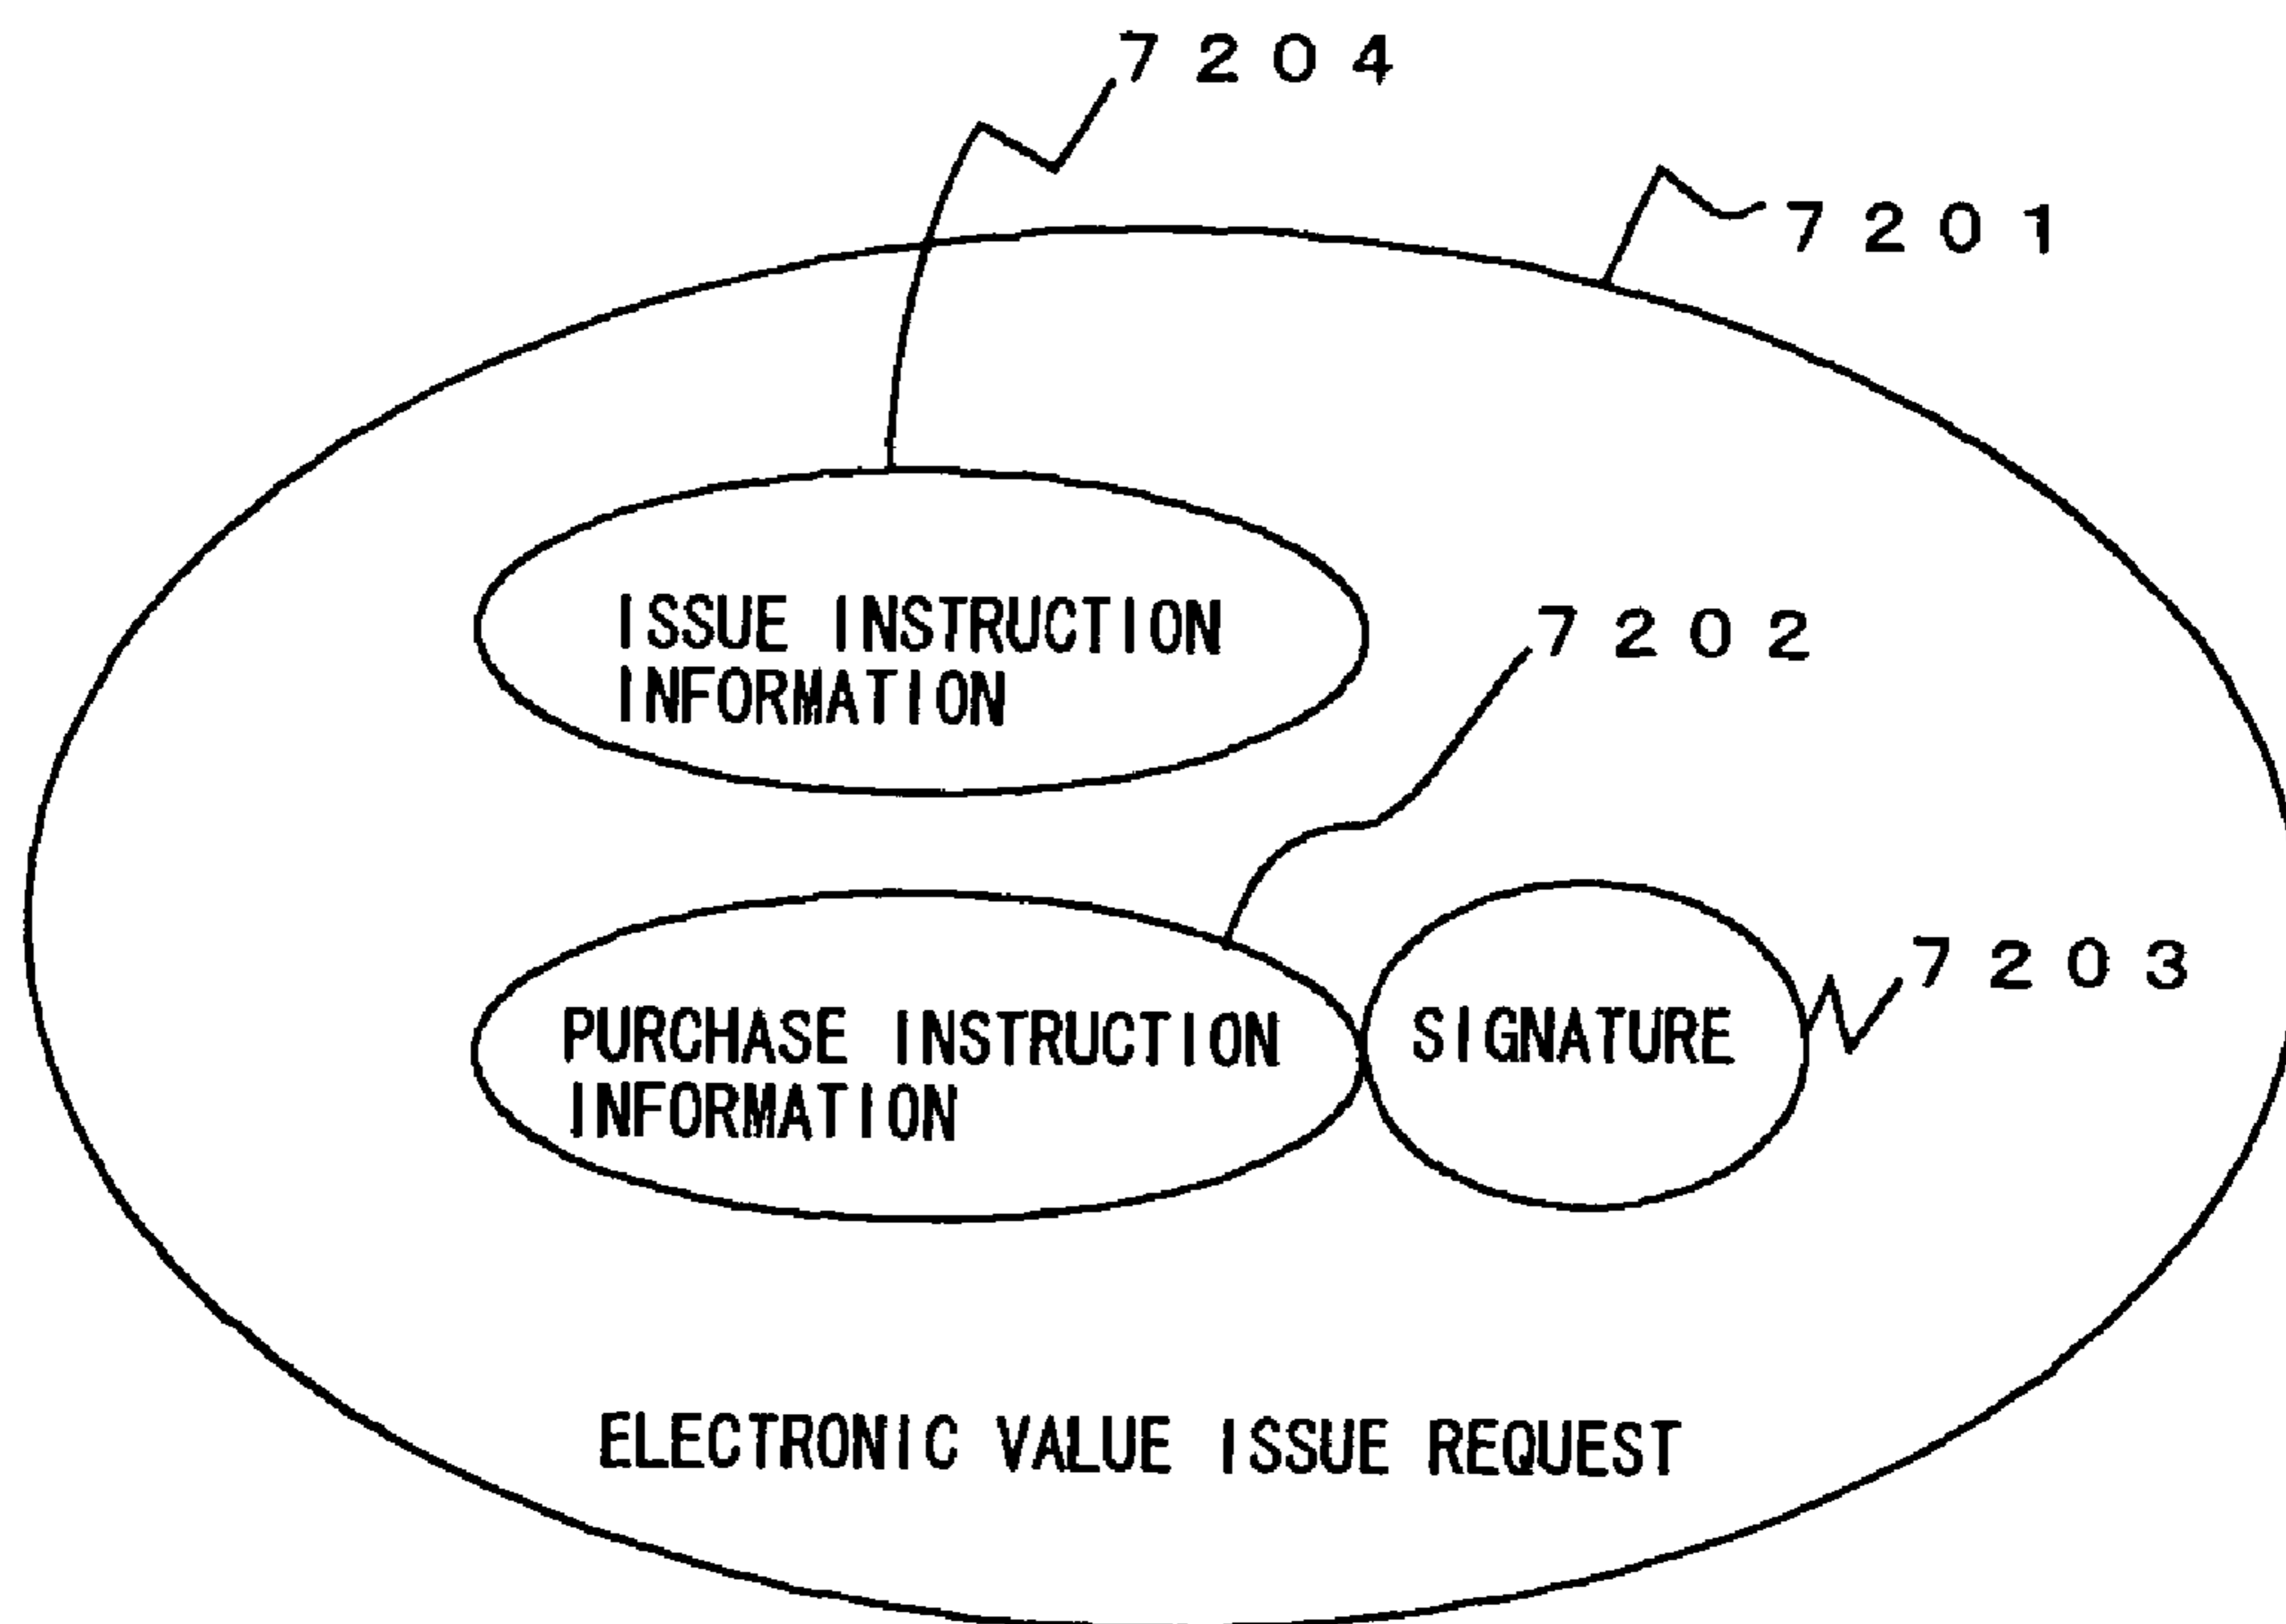 7204
7201
ISSUE INSTRUCTION
INFORMATION
7202
PURCHASE INSTRUCTION
INFORMATION
SIGNATURE
7203
ELECTRONIC VALUE ISSUE REQUEST